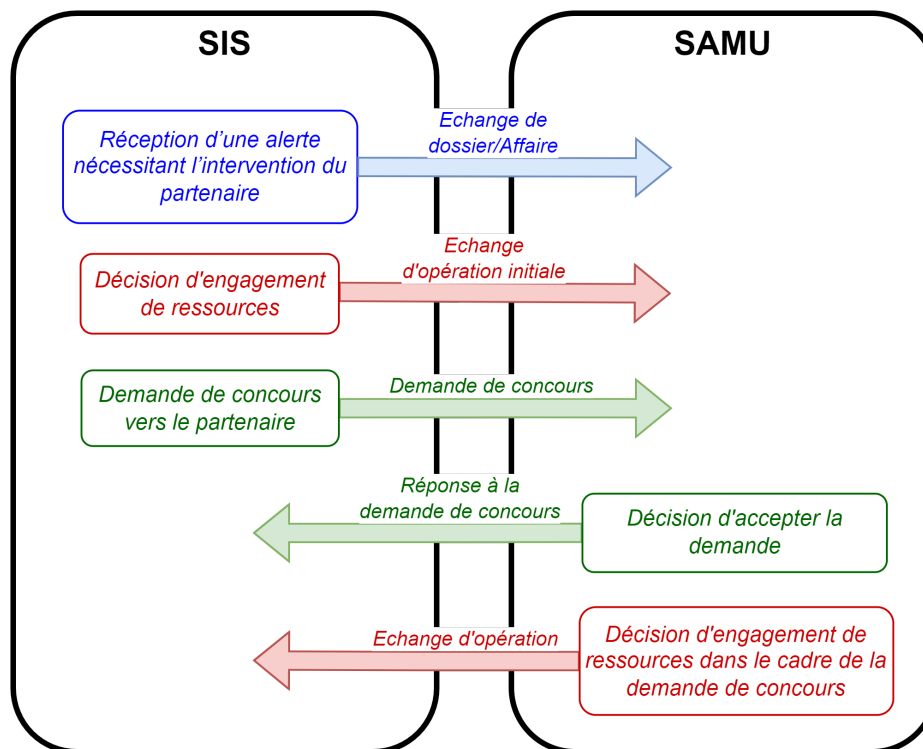 SIS
SAMU
Réception d’une alerte
nécessitant l’intervention du
partenaire
Echange de
dossier/Affaire
Décision d'engagement
de ressources
Echange
d'opération initiale
Demande de concours
vers le partenaire
Demande de concours
Réponse à la
demande de concours
Décision d'accepter la
demande
Echange d'opération
Décision d'engagement de
ressources dans le cadre de la
demande de concours